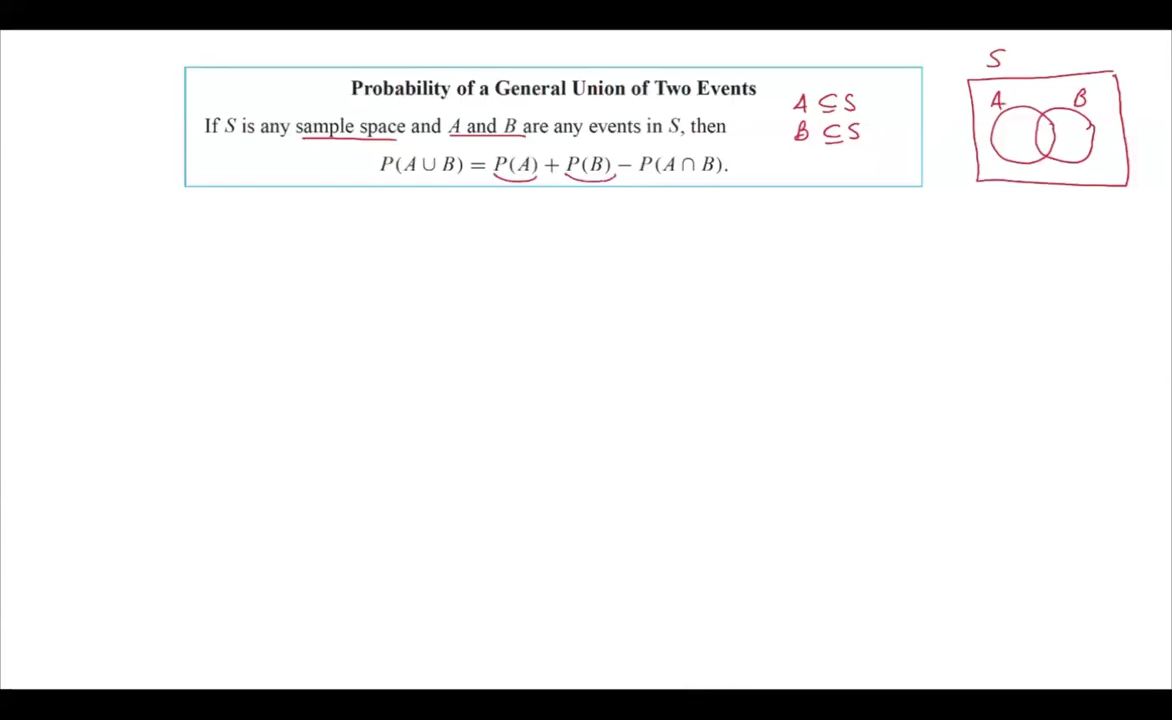 S
Probability of a General Union of Two Events
A ⊆ S
A B
If S is any sample space and A and B are any events in S, then
B ⊆ S
P(A ∪ B) = P(A) + P(B) − P(A ∩ B).